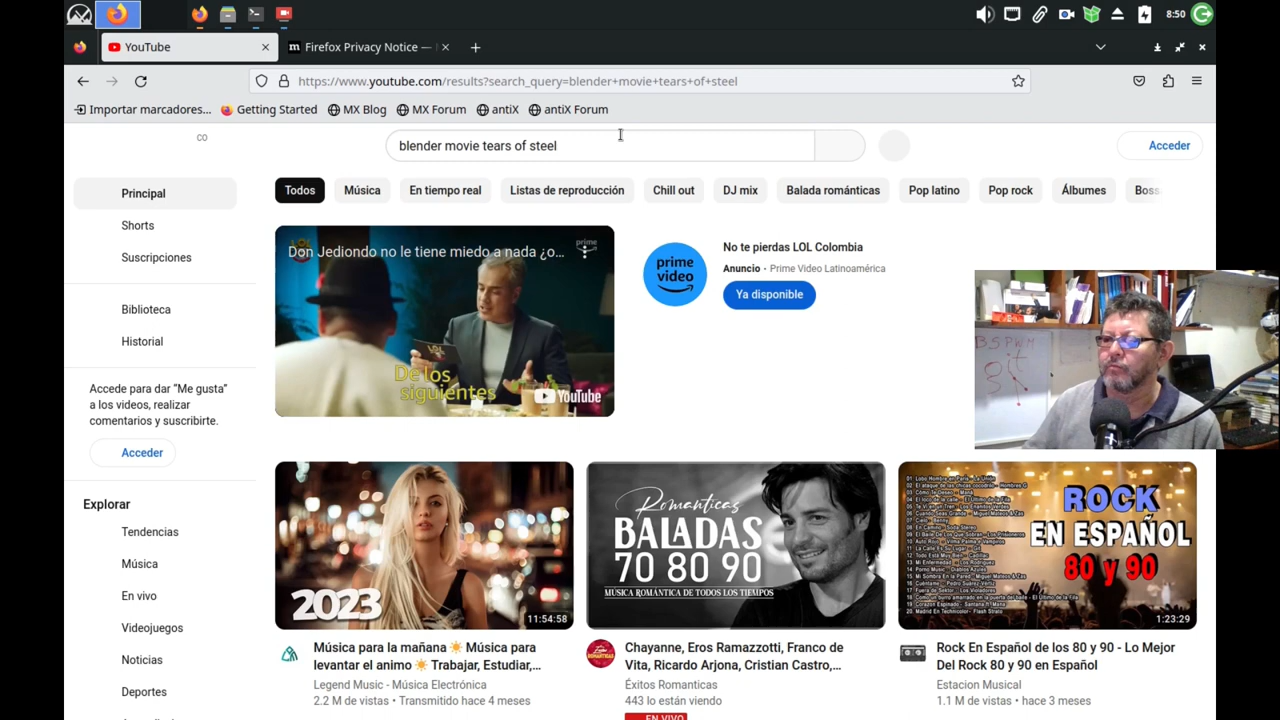 8:50
YouTube
Firefox Privacy Notice —
https://www.youtube.com/results?search_query=blender+movie+tears+of+steel
Importar marcadores...
Getting Started
MX Blog
MX Forum
antiX
antiX Forum
CO
blender movie tears of steel
Acceder
Principal
Shorts
Suscripciones
Biblioteca
Historial
Accede para dar “Me gusta”
a los videos, realizar
comentarios y suscribirte.
Acceder
Explorar
Tendencias
Música
En vivo
Videojuegos
Noticias
Deportes
Todos
Música
En tiempo real
Listas de reproducción
Chill out
DJ mix
Balada románticas
Pop latino
Pop rock
Álbumes
Boss
Don Jediondo no le tiene miedo a nada ¿o...
prime
De los
siguientes
YouTube
prime
video
No te pierdas LOL Colombia
Anuncio • Prime Video Latinoamérica
Ya disponible
BSPWM
git
2023
11:54:58
Música para la mañana ☀️ Música para
levantar el animo ☀️ Trabajar, Estudiar,...
Legend Music - Música Electrónica
2.2 M de vistas • Transmitido hace 4 meses
Romanticas
BALADAS
70 80 90
MUSICA ROMÁNTICA DE TODOS LOS TIEMPOS
Chayanne, Eros Ramazzotti, Franco de
Vita, Ricardo Arjona, Cristian Castro,...
Éxitos Romanticas
443 lo están viendo
EN VIVO
ROCK
EN ESPAÑOL
80 y 90
1:23:29
Rock En Español de los 80 y 90 - Lo Mejor
Del Rock 80 y 90 en Español
Estacion Musical
1.1 M de vistas • hace 3 meses